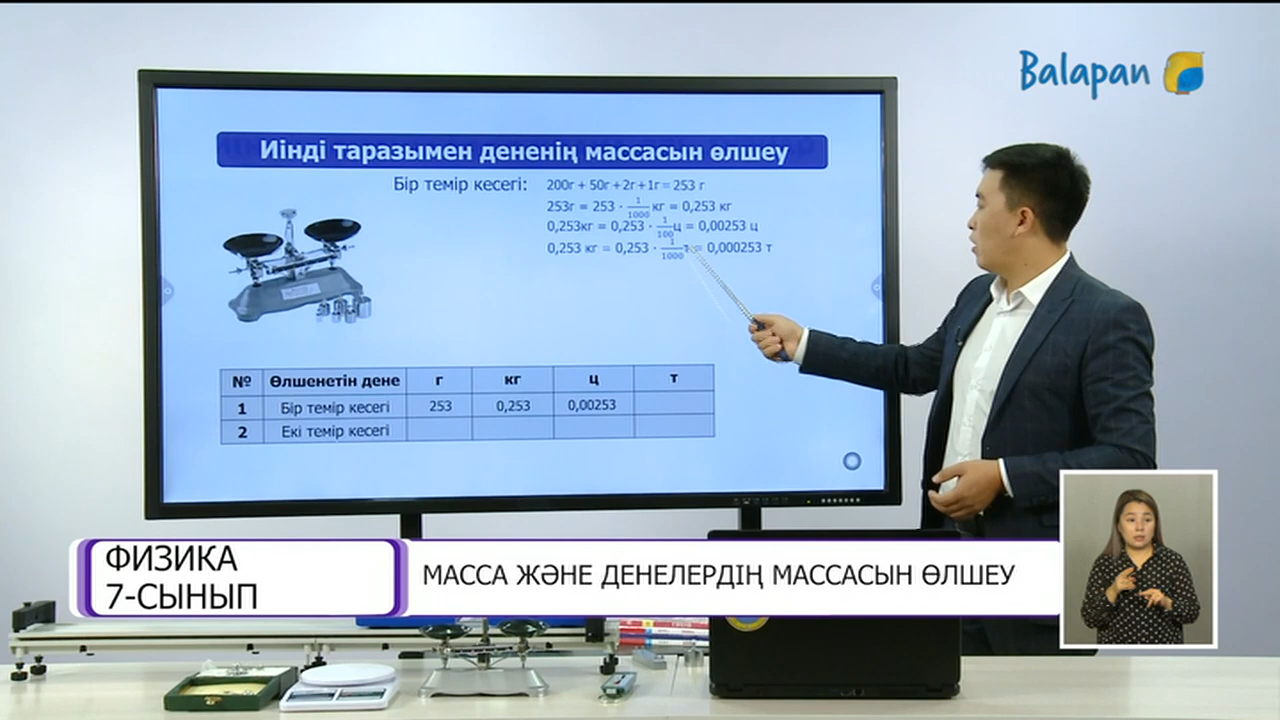 Balapan
Иінді таразымен дененің массасын өлшеу
Бір темір кесегі: 200г + 50г + 2г + 1г = 253 г
253г = 253 · 1/1000 кг = 0,253 кг
0,253кг = 0,253 · 1/100 ц = 0,00253 ц
0,253 кг = 0,253 · 1/1000 т = 0,000253 т
№ Өлшенетін дене г кг ц т
1 Бір темір кесегі 253 0,253 0,00253
2 Екі темір кесегі
ФИЗИКА
7-СЫНЫП
МАССА ЖӘНЕ ДЕНЕЛЕРДІҢ МАССАСЫН ӨЛШЕУ